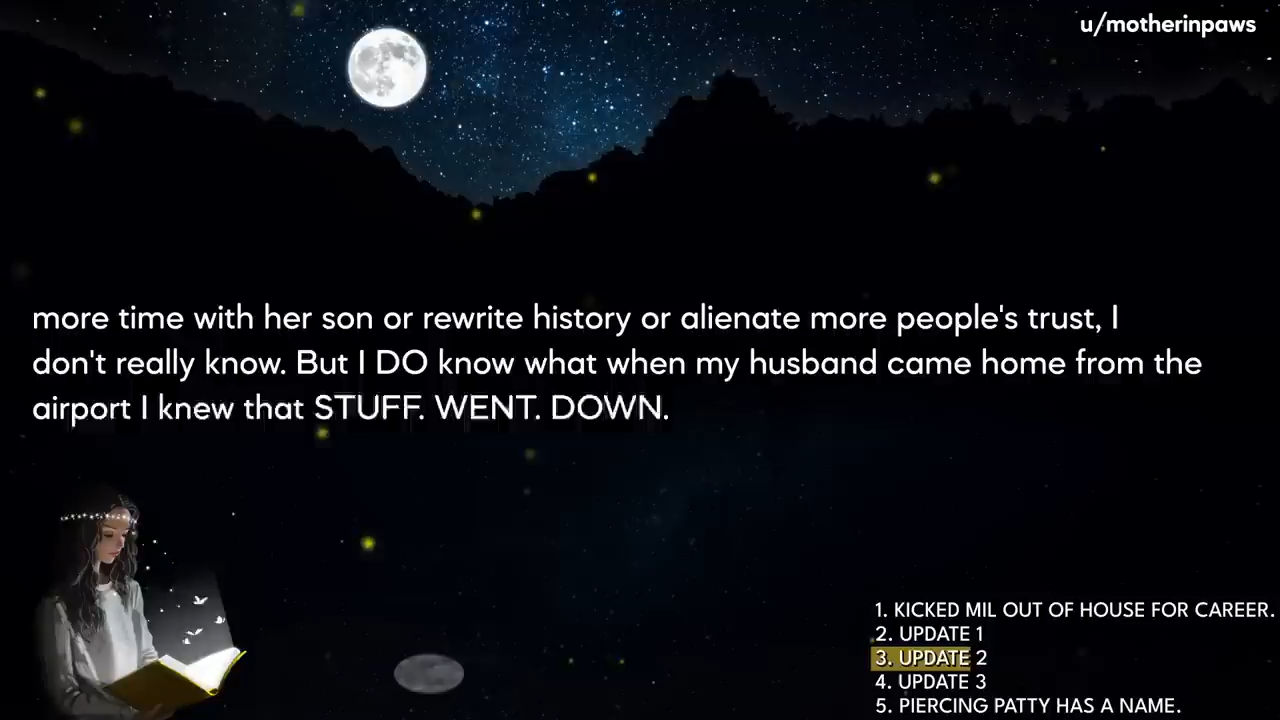 u/motherinpaws
more time with her son or rewrite history or alienate more people's trust, I
don't really know. But I DO know what when my husband came home from the
airport I knew that STUFF. WENT. DOWN.
1. KICKED MIL OUT OF HOUSE FOR CAREER.
2. UPDATE 1
3. UPDATE 2
4. UPDATE 3
5. PIERCING PATTY HAS A NAME.